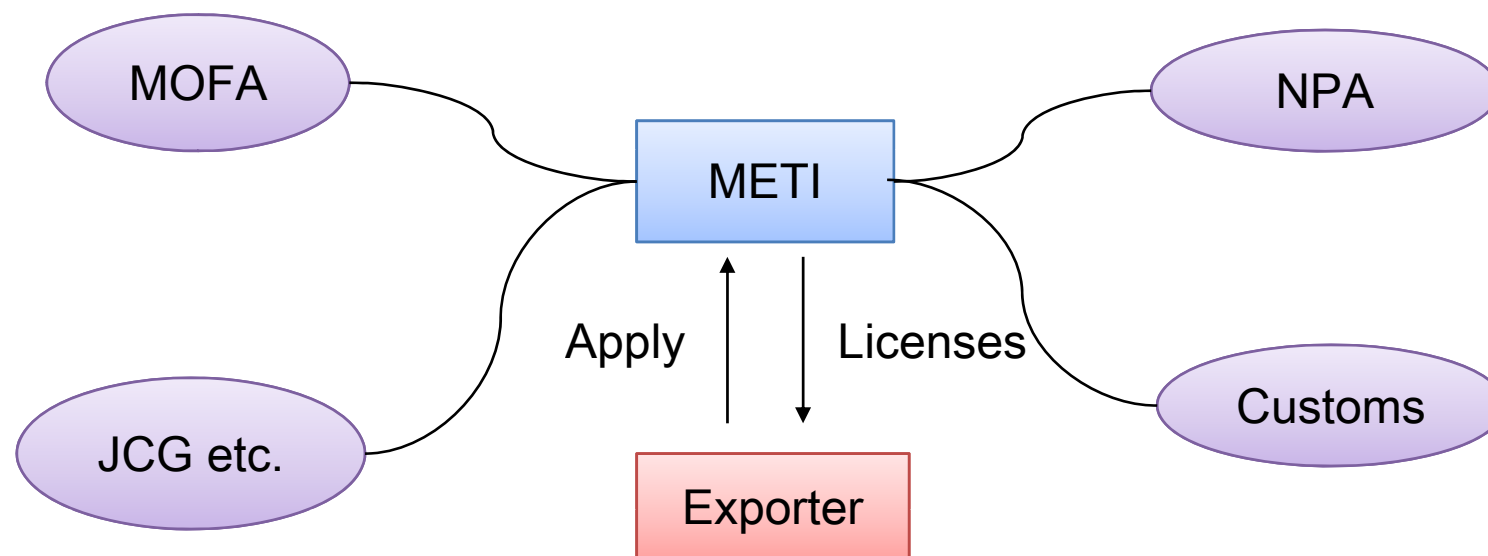 MOFA
NPA
METI
Apply
Licenses
JCG etc.
Customs
Exporter